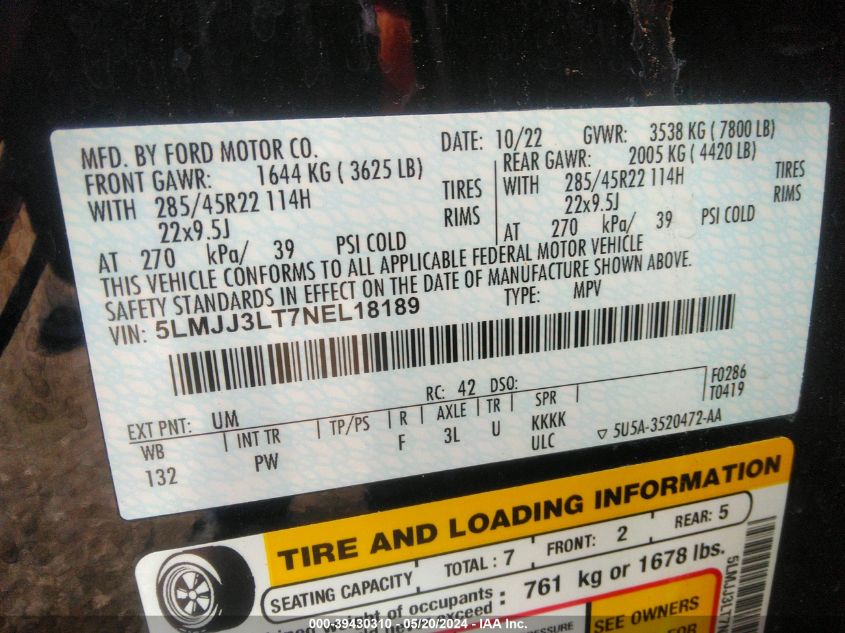 MFD. BY FORD MOTOR CO. DATE: 10/22 GVWR: 3538 KG ( 7800 LB)
FRONT GAWR: 1644 KG ( 3625 LB) REAR GAWR: 2005 KG ( 4420 LB)
WITH 285/45R22 114H TIRES WITH 285/45R22 114H TIRES
22x9.5J RIMS 22x9.5J RIMS
AT 270 kPa/ 39 PSI COLD AT 270 kPa/ 39 PSI COLD
THIS VEHICLE CONFORMS TO ALL APPLICABLE FEDERAL MOTOR VEHICLE
SAFETY STANDARDS IN EFFECT ON THE DATE OF MANUFACTURE SHOWN ABOVE.
VIN: 5LMJJ3LT7NEL18189 TYPE: MPV
EXT PNT: UM RC: 42 DSO: F0286
T0419
WB INT TR TP/PS R AXLE TR SPR
132 PW F 3L U KKKK
ULC ▽ 5U5A-3520472-AA
TIRE AND LOADING INFORMATION
SEATING CAPACITY TOTAL : 7 FRONT: 2 REAR: 5
of occupants : 761 kg or 1678 lbs.
exceed :
SEE OWNERS
FOR
000-39430310 — 05/20/2024 - IAA Inc.